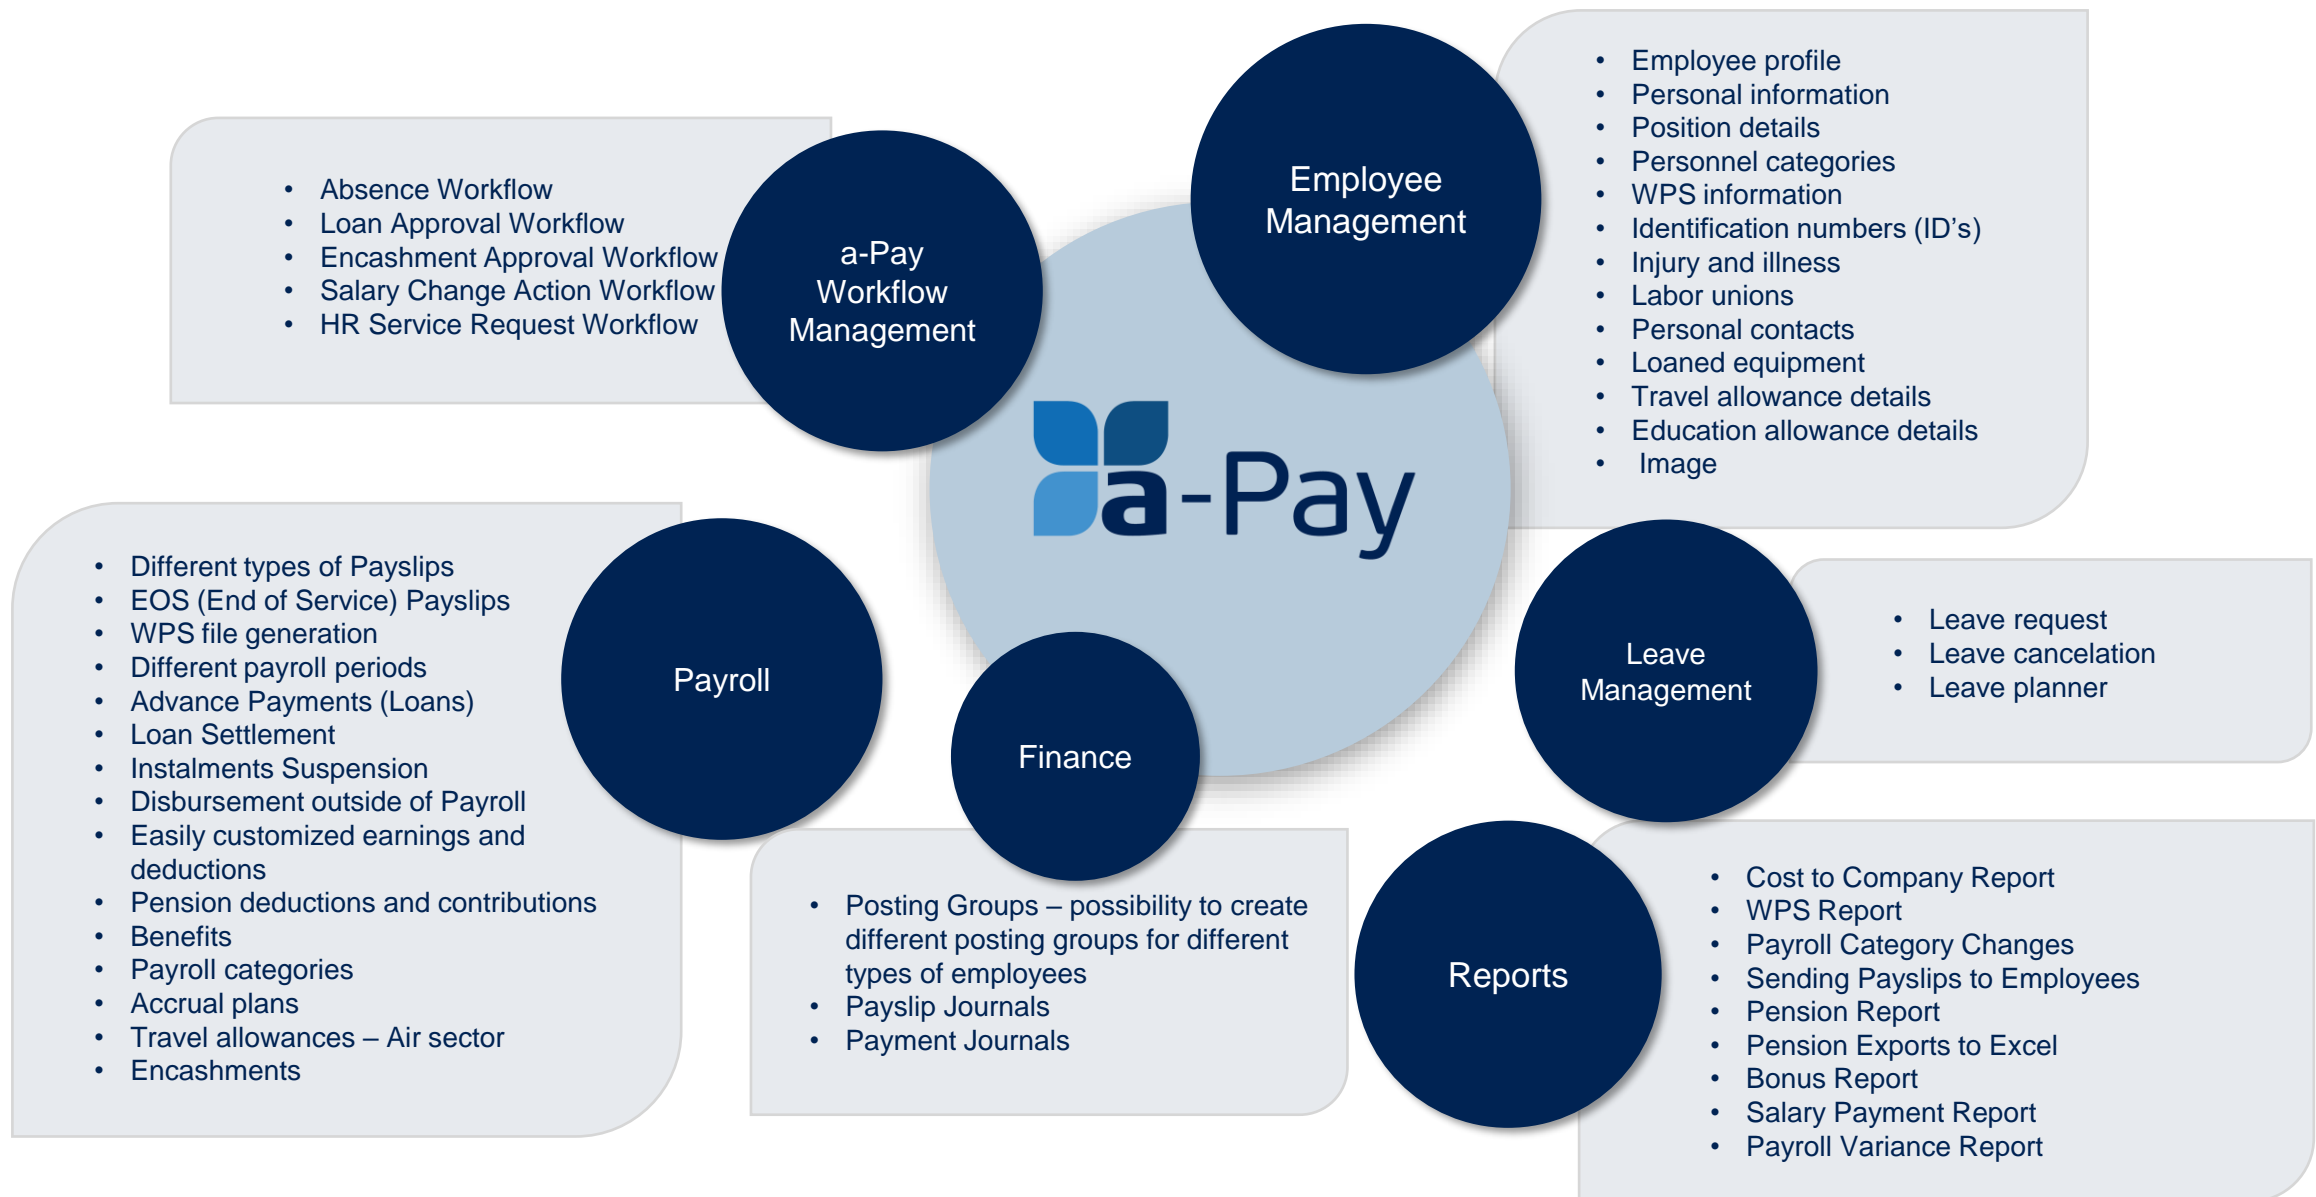 Employee
Management
• Employee profile
• Personal information
• Position details
• Personnel categories
• WPS information
• Identification numbers (ID’s)
• Injury and illness
• Labor unions
• Personal contacts
• Loaned equipment
• Travel allowance details
• Education allowance details
• Image
a-Pay
Workflow
Management
• Absence Workflow
• Loan Approval Workflow
• Encashment Approval Workflow
• Salary Change Action Workflow
• HR Service Request Workflow
a-Pay
Payroll
• Different types of Payslips
• EOS (End of Service) Payslips
• WPS file generation
• Different payroll periods
• Advance Payments (Loans)
• Loan Settlement
• Instalments Suspension
• Disbursement outside of Payroll
• Easily customized earnings and
deductions
• Pension deductions and contributions
• Benefits
• Payroll categories
• Accrual plans
• Travel allowances – Air sector
• Encashments
Finance
• Posting Groups – possibility to create
different posting groups for different
types of employees
• Payslip Journals
• Payment Journals
Leave
Management
• Leave request
• Leave cancelation
• Leave planner
Reports
• Cost to Company Report
• WPS Report
• Payroll Category Changes
• Sending Payslips to Employees
• Pension Report
• Pension Exports to Excel
• Bonus Report
• Salary Payment Report
• Payroll Variance Report